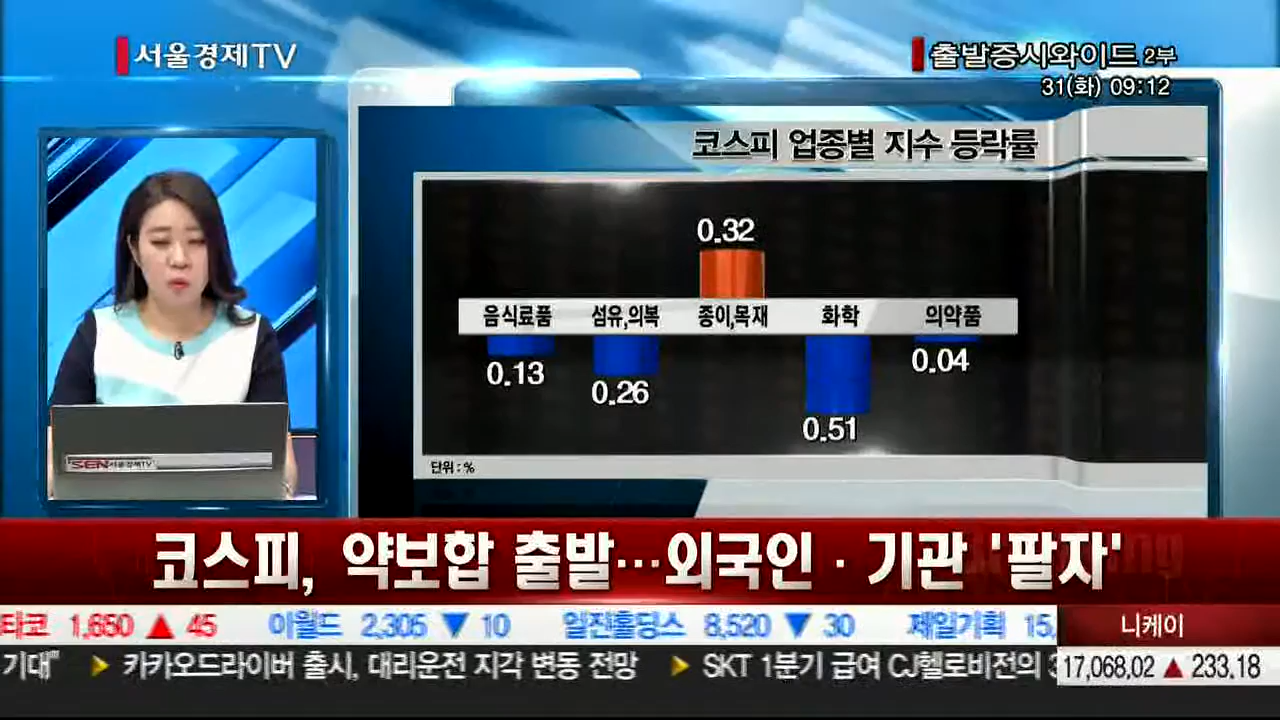 서울경제TV
출발증시와이드 2부
31(화) 09:12
코스피 업종별 지수 등락률
0.32
음식료품 섬유,의복 종이,목재 화학 의약품
0.13 0.26 0.51 0.04
단위 : %
SEN 서울경제TV
코스피, 약보합 출발…외국인 · 기관 '팔자'
타코 1,650 ▲ 45 이월드 2,305 ▼ 10 일진홀딩스 8,520 ▼ 30 제일기획 15, 니케이
기대" ▶ 카카오드라이버 출시, 대리운전 지각 변동 전망 ▶ SKT 1분기 급여 CJ헬로비전의 17,068.02 ▲ 233.18